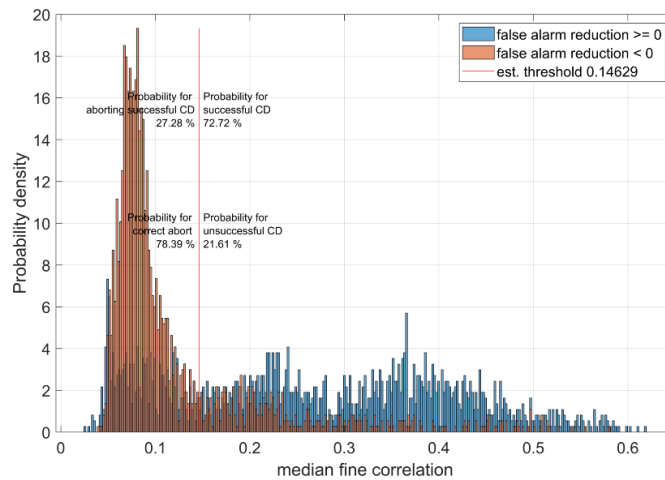 20
18
16
14
12
10
8
6
4
2
0
Probability density
false alarm reduction >= 0
false alarm reduction < 0
est. threshold 0.14629
Probability for
aborting successful CD
27.28 %
Probability for
successful CD
72.72 %
Probability for
correct abort
78.39 %
Probability for
unsuccessful CD
21.61 %
0 0.1 0.2 0.3 0.4 0.5 0.6
median fine correlation